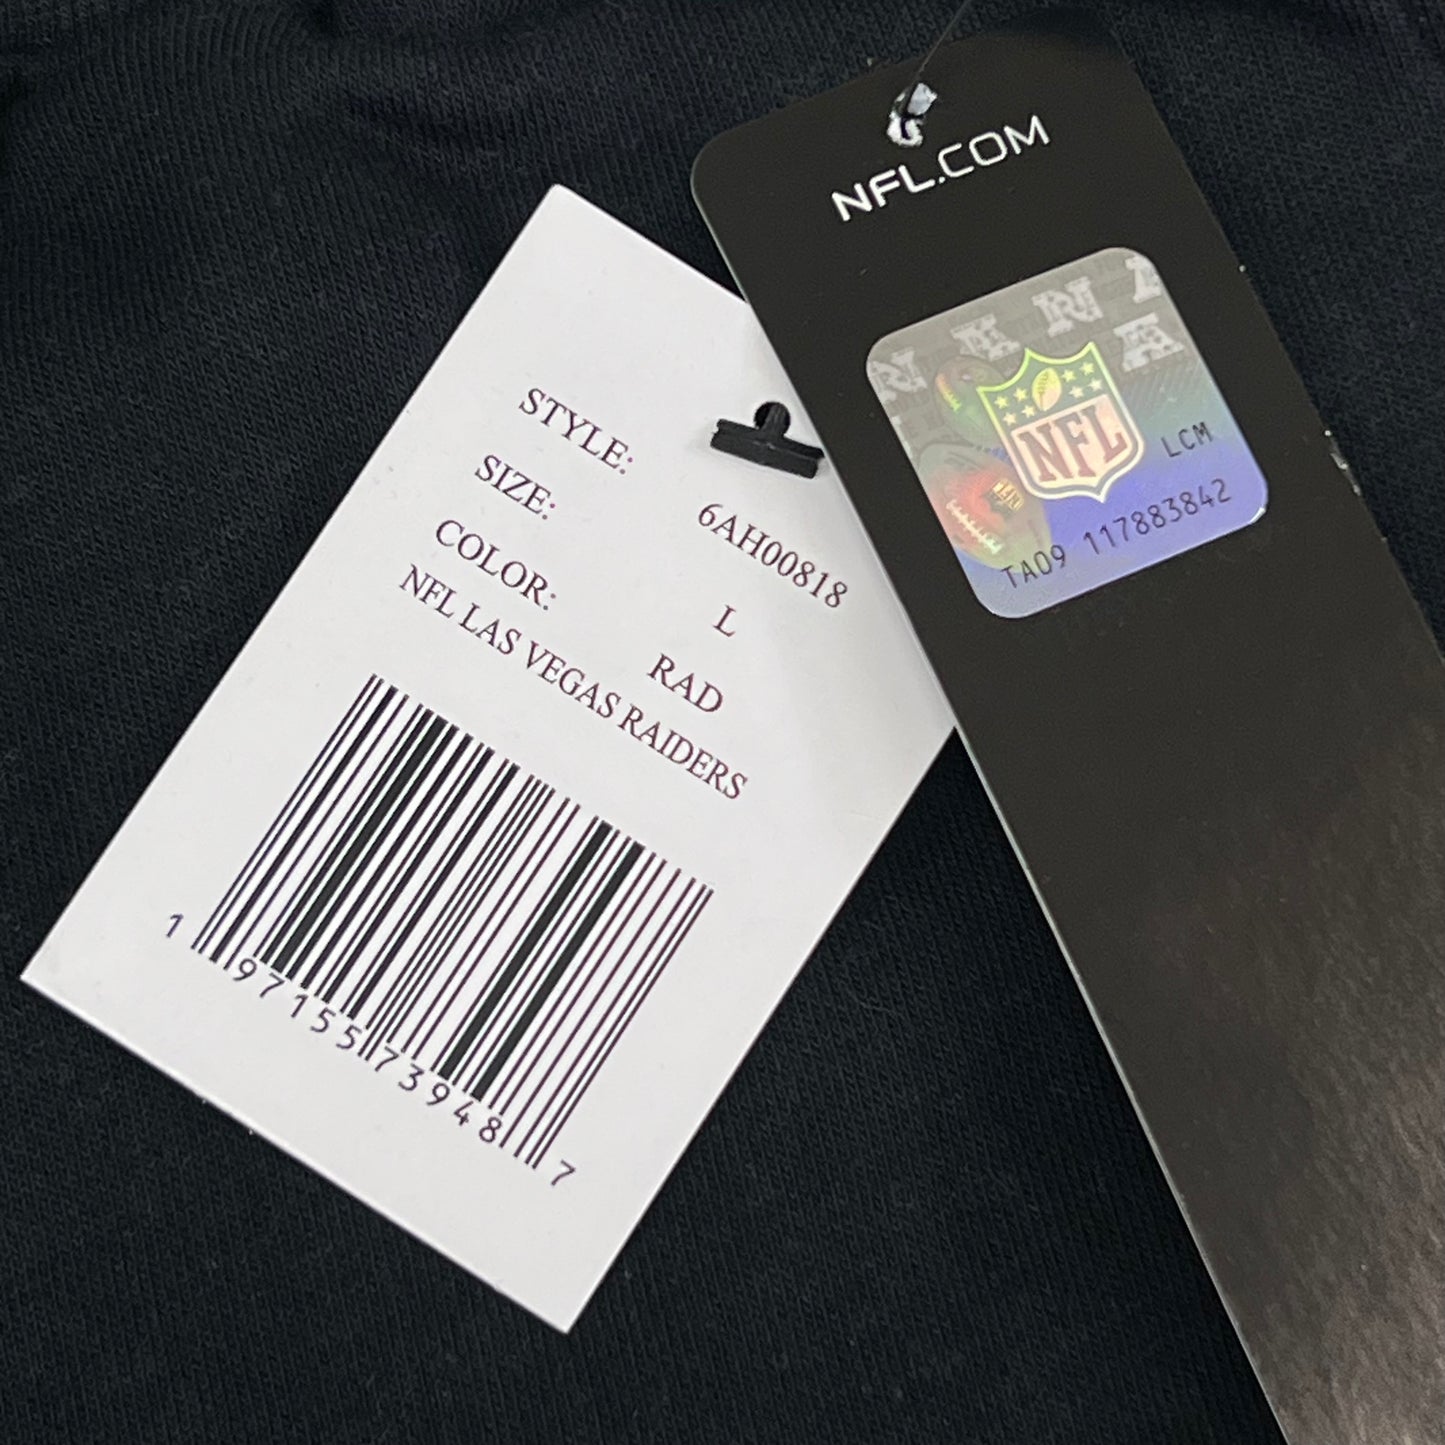 STYLE: 6AH00818
SIZE: L
COLOR: RAD
NFL LAS VEGAS RAIDERS
1 97155 73948 7
NFL.COM
NFL
LCM
TA09 117883842